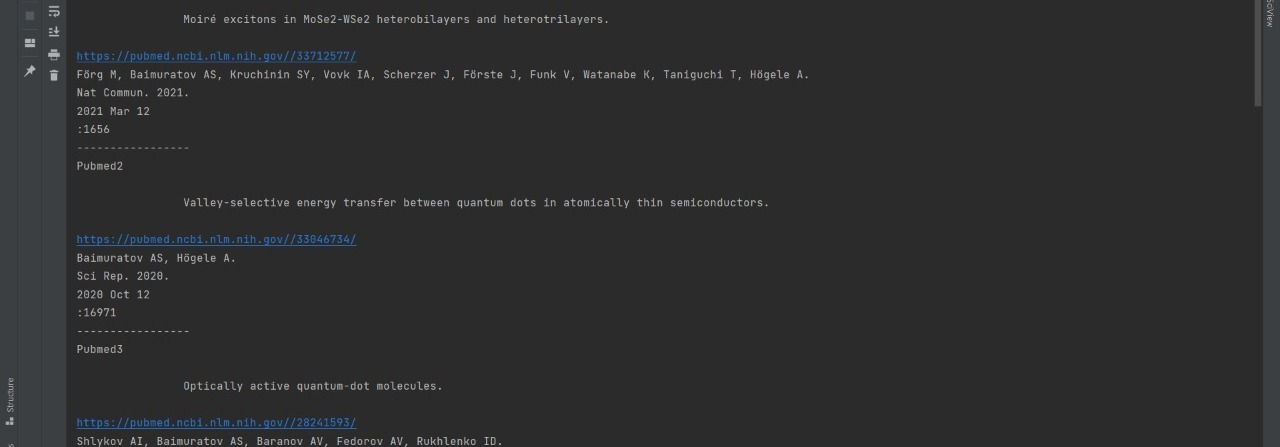 Moiré excitons in MoSe2-WSe2 heterobilayers and heterotrilayers.
https://pubmed.ncbi.nlm.nih.gov//33712577/
Förg M, Baimuratov AS, Kruchinin SY, Vovk IA, Scherzer J, Förste J, Funk V, Watanabe K, Taniguchi T, Högele A.
Nat Commun. 2021.
2021 Mar 12
:1656
-----------------
Pubmed2
Valley-selective energy transfer between quantum dots in atomically thin semiconductors.
https://pubmed.ncbi.nlm.nih.gov//33046734/
Baimuratov AS, Högele A.
Sci Rep. 2020.
2020 Oct 12
:16971
-----------------
Pubmed3
Optically active quantum-dot molecules.
https://pubmed.ncbi.nlm.nih.gov//28241593/
Shlykov AI, Baimuratov AS, Baranov AV, Fedorov AV, Rukhlenko ID.
Structure
SciView